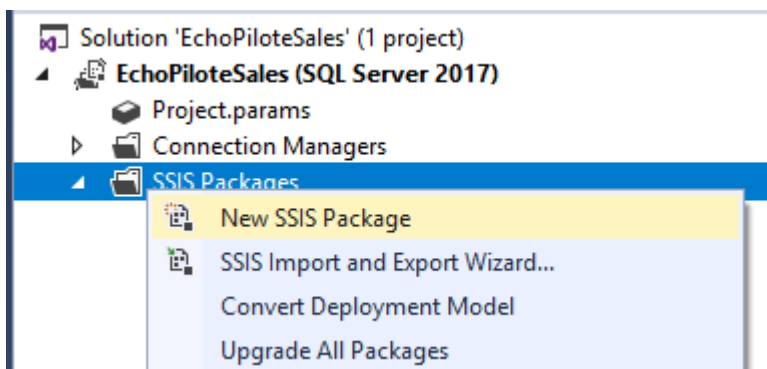 Solution 'EchoPiloteSales' (1 project)
EchoPiloteSales (SQL Server 2017)
Project.params
Connection Managers
SSIS Packages
New SSIS Package
SSIS Import and Export Wizard...
Convert Deployment Model
Upgrade All Packages